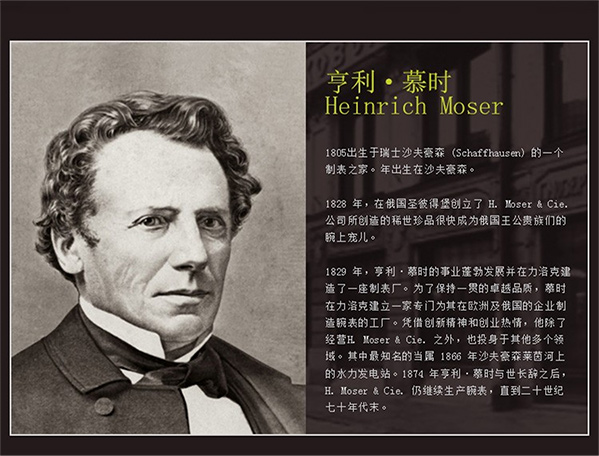 亨利·慕时
Heinrich Moser
1805出生于瑞士沙夫豪森 (Schaffhausen) 的一个
制表之家。年出生在沙夫豪森。
1828 年，在俄国圣彼得堡创立了 H. Moser & Cie.
公司所创造的稀世珍品很快成为俄国王公贵族们的
腕上宠儿。
1829 年，亨利·慕时的事业蓬勃发展并在力洛克建
造了一座制表厂。为了保持一贯的卓越品质，慕时
在力洛克建立一家专门为其在欧洲及俄国的企业制
造腕表的工厂。凭借创新精神和创业热情，他除了
经营H. Moser & Cie. 之外，也投身于其他多个领
域。其中最知名的当属 1866 年沙夫豪森莱茵河上
的水力发电站。1874 年亨利·慕时与世长辞之后，
H. Moser & Cie. 仍继续生产腕表，直到二十世纪
七十年代末。